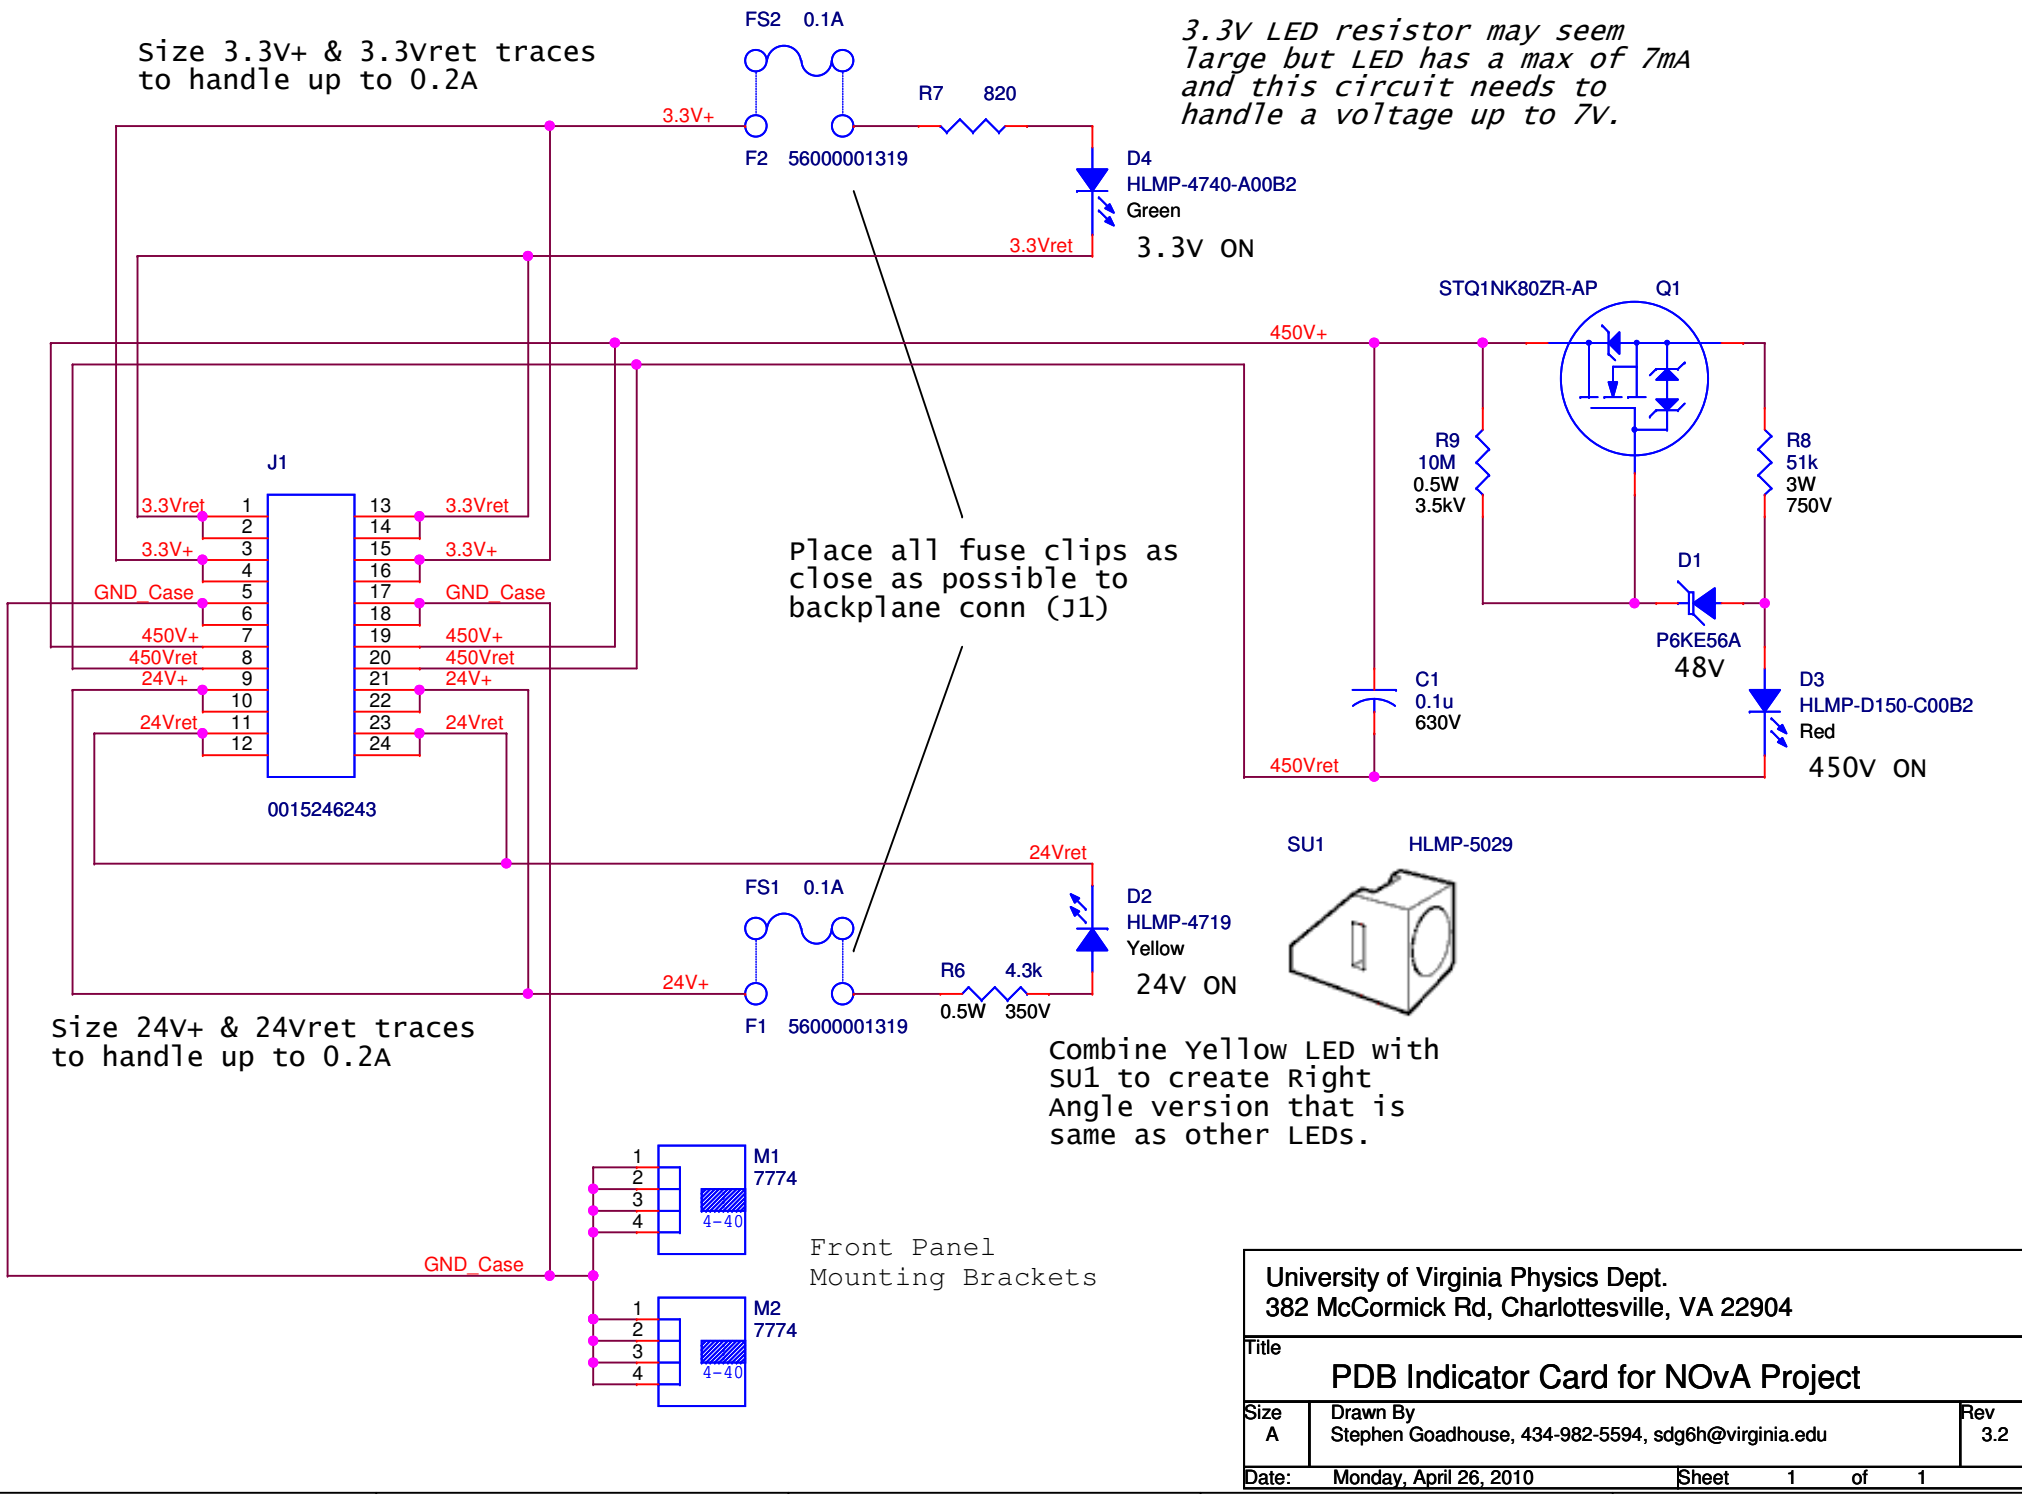 FS2 0.1A
3.3V LED resistor may seem
large but LED has a max of 7mA
and this circuit needs to
handle a voltage up to 7V.
Size 3.3V+ & 3.3Vret traces
to handle up to 0.2A
R7 820
3.3V+
F2 56000001319
D4
HLMP-4740-A00B2
Green
3.3V ON
3.3Vret
STQ1NK80ZR-AP Q1
450V+
R9
10M
0.5W
3.5kV
R8
51k
3W
750V
J1
3.3Vret 1 13 3.3Vret
2 14
3.3V+ 3 15 3.3V+
4 16
GND_Case 5 17 GND_Case
6 18
450V+ 7 19 450V+
450Vret 8 20 450Vret
24V+ 9 21 24V+
10 22
24Vret 11 23 24Vret
12 24
0015246243
Place all fuse clips as
close as possible to
backplane conn (J1)
D1
P6KE56A
48V
C1
0.1u
630V
D3
HLMP-D150-C00B2
Red
450V ON
450Vret
24Vret
FS1 0.1A
D2
HLMP-4719
Yellow
24V ON
SU1 HLMP-5029
24V+
R6 4.3k
0.5W 350V
F1 56000001319
Size 24V+ & 24Vret traces
to handle up to 0.2A
Combine Yellow LED with
SU1 to create Right
Angle version that is
same as other LEDs.
1
2
3
4
M1
7774
4-40
Front Panel
Mounting Brackets
GND_Case
1
2
3
4
M2
7774
4-40
University of Virginia Physics Dept.
382 McCormick Rd, Charlottesville, VA 22904
Title
PDB Indicator Card for NOvA Project
Size
A
Drawn By
Stephen Goadhouse, 434-982-5594, sdg6h@virginia.edu
Rev
3.2
Date: Monday, April 26, 2010 Sheet 1 of 1